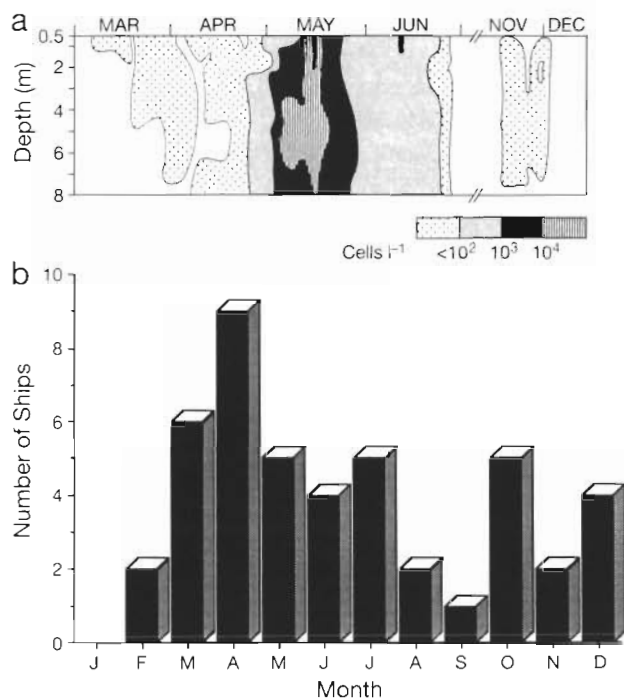 a
MAR APR MAY JUN NOV DEC
0.5
2
4
6
8
Depth (m)
Cells l⁻¹ <10² 10³ 10⁴
b
10
8
6
4
2
0
Number of Ships
J F M A M J J A S O N D
Month